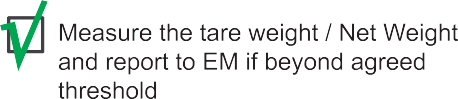 Measure the tare weight / Net Weight
and report to EM if beyond agreed
threshold